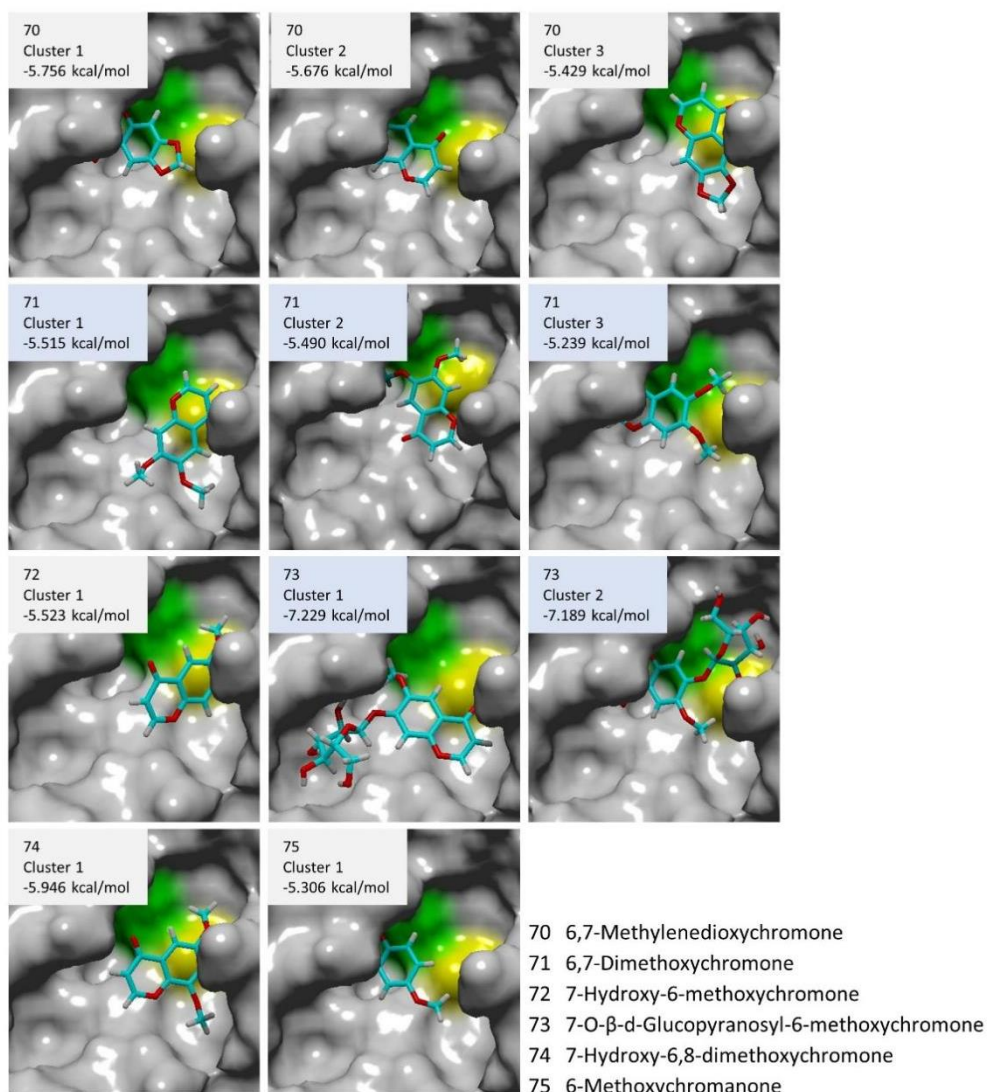 70
Cluster 1
-5.756 kcal/mol
70
Cluster 2
-5.676 kcal/mol
70
Cluster 3
-5.429 kcal/mol
71
Cluster 1
-5.515 kcal/mol
71
Cluster 2
-5.490 kcal/mol
71
Cluster 3
-5.239 kcal/mol
72
Cluster 1
-5.523 kcal/mol
73
Cluster 1
-7.229 kcal/mol
73
Cluster 2
-7.189 kcal/mol
74
Cluster 1
-5.946 kcal/mol
75
Cluster 1
-5.306 kcal/mol
70 6,7-Methylenedioxychromone
71 6,7-Dimethoxychromone
72 7-Hydroxy-6-methoxychromone
73 7-O-β-d-Glucopyranosyl-6-methoxychromone
74 7-Hydroxy-6,8-dimethoxychromone
75 6-Methoxychromanone